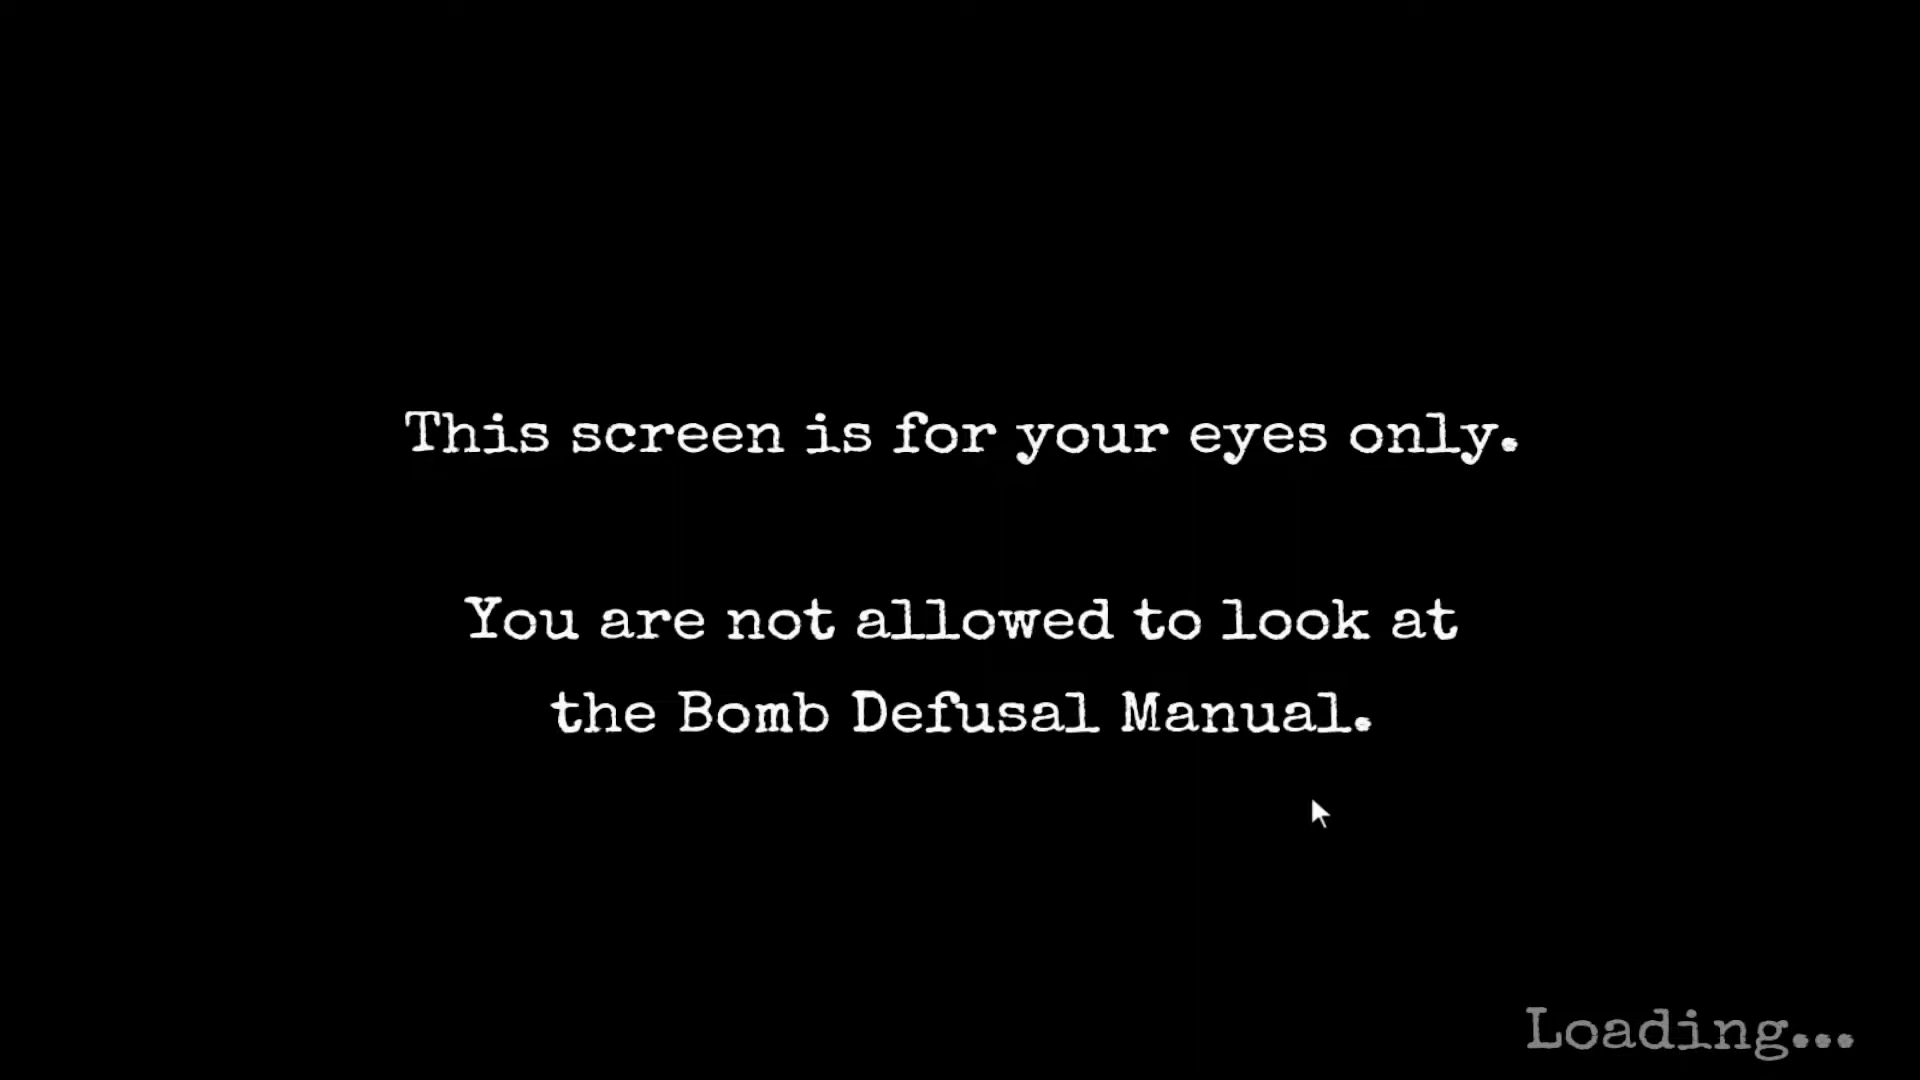 This screen is for your eyes only.
You are not allowed to look at
the Bomb Defusal Manual.
Loading...